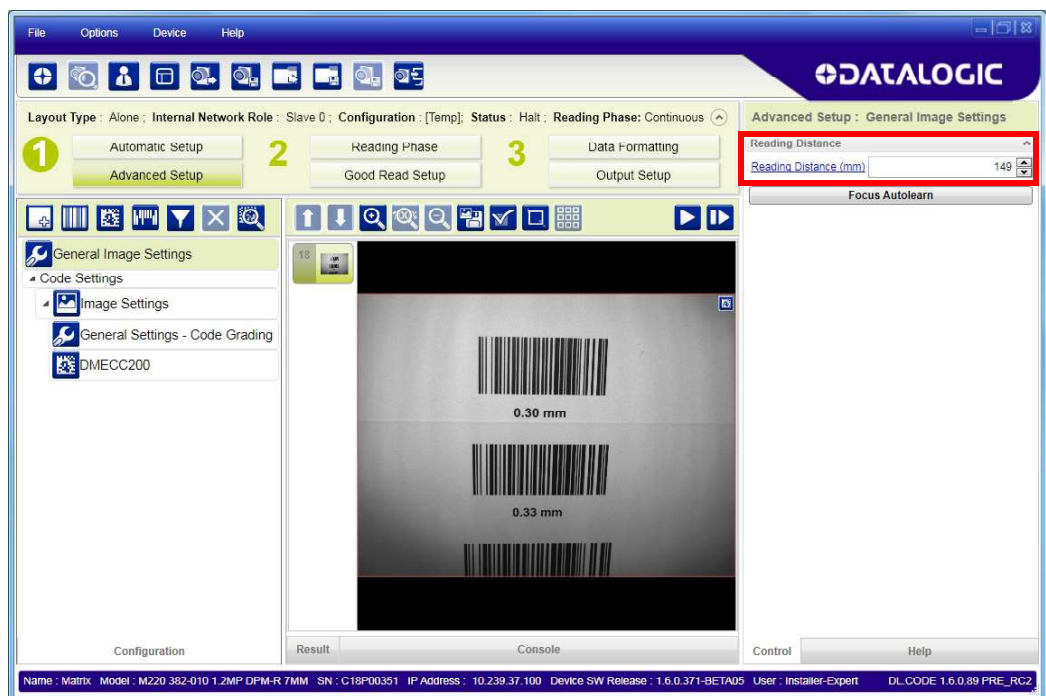 File Options Device Help
DATALOGIC
Layout Type : Alone ; Internal Network Role : Slave 0 ; Configuration : [Temp]; Status : Halt ; Reading Phase: Continuous
1 Automatic Setup 2 Reading Phase 3 Data Formatting
Advanced Setup Good Read Setup Output Setup
Advanced Setup : General Image Settings
Reading Distance
Reading Distance (mm) 149
Focus Autolearn
General Image Settings
Code Settings
Image Settings
General Settings - Code Grading
DMECC200
18
0.30 mm
0.33 mm
Configuration
Result Console
Control Help
Name : Matrix Model : M220 382-010 1.2MP DPM-R 7MM SN : C18P00351 IP Address : 10.239.37.100 Device SW Release : 1.6.0.371-BETA05 User : Installer-Expert DL.CODE 1.6.0.89 PRE_RC2